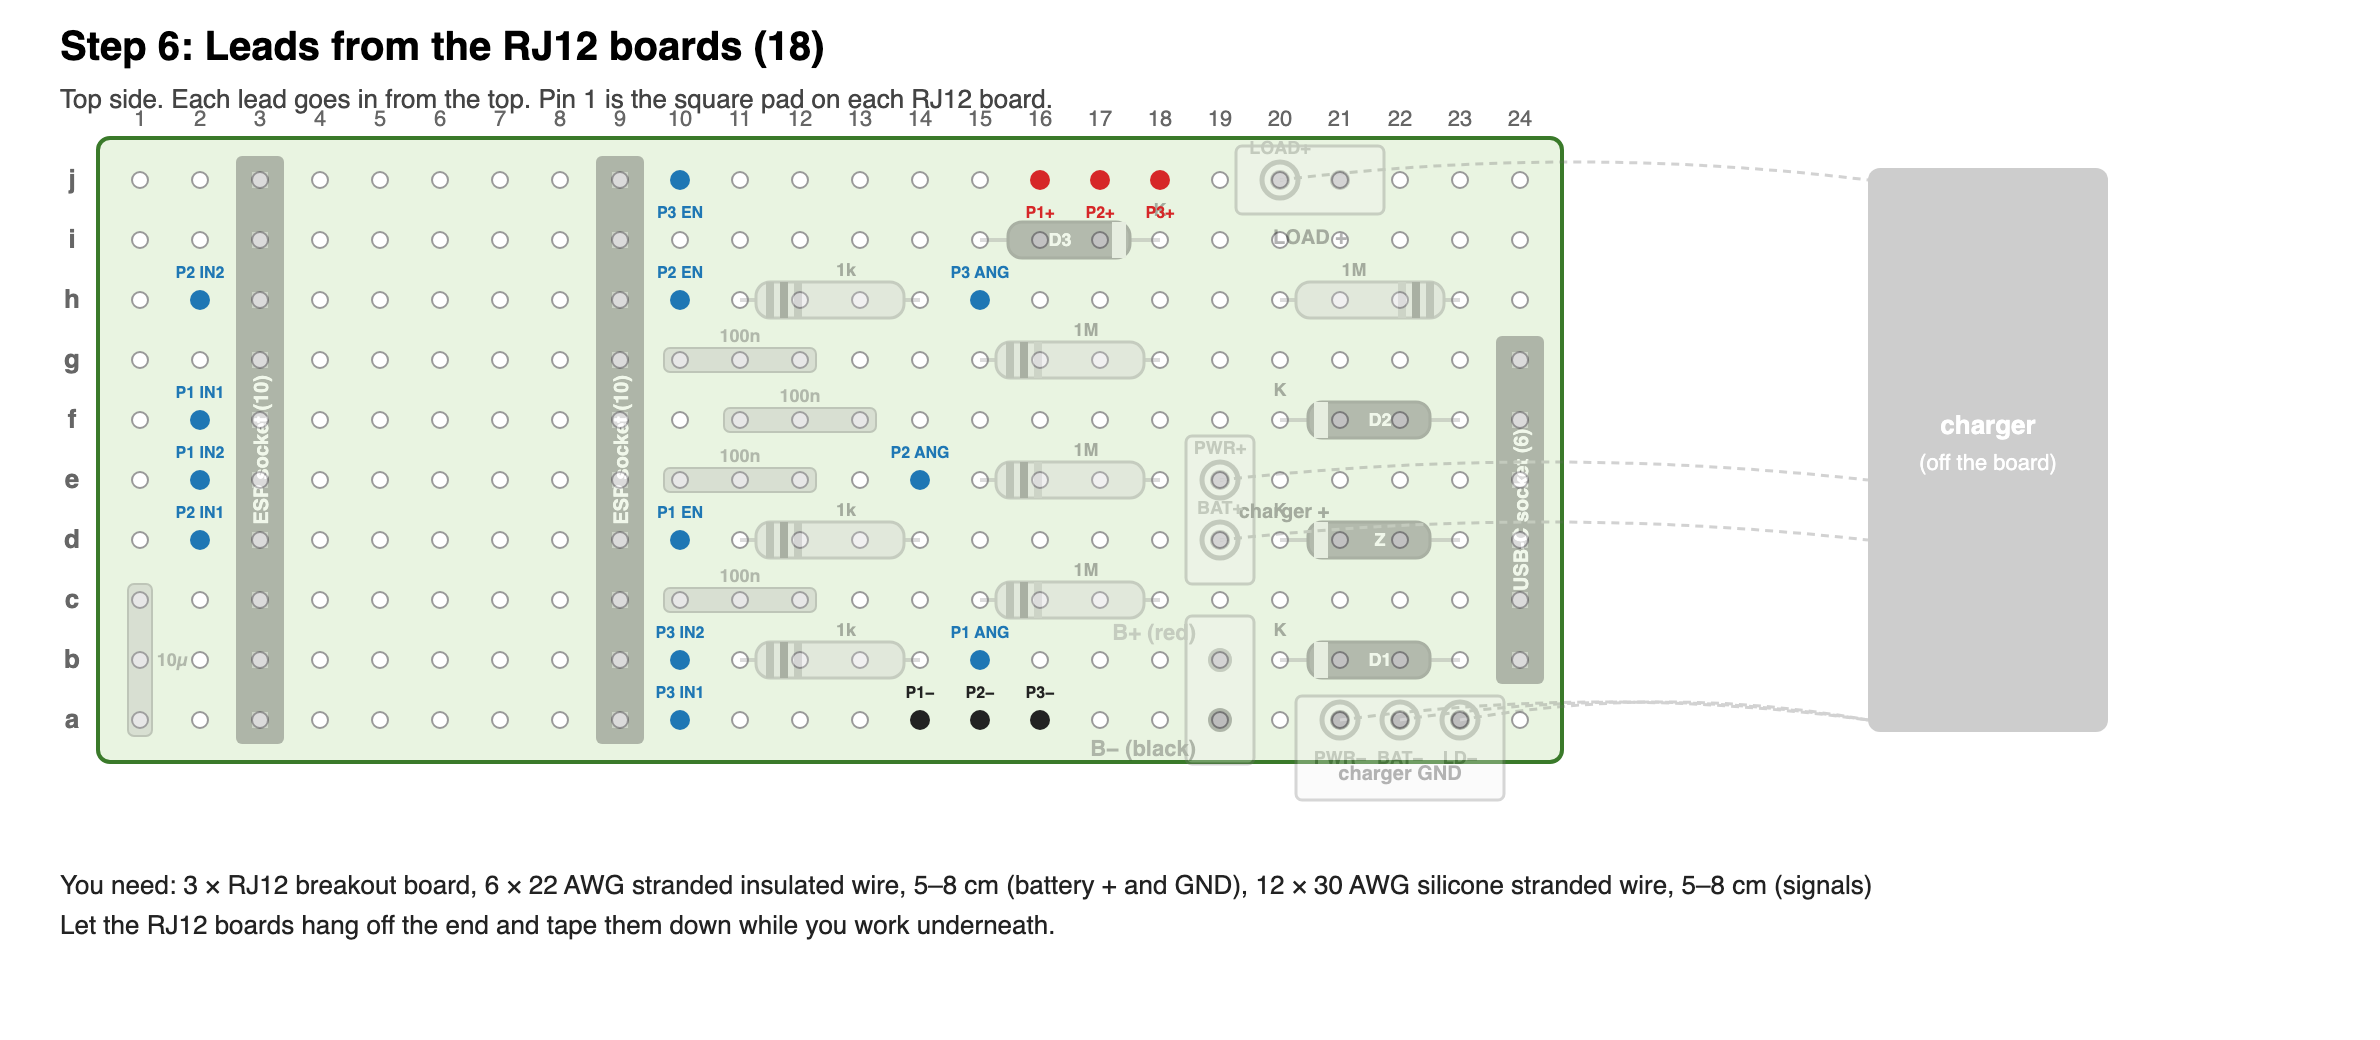 Step 6: Leads from the RJ12 boards (18)
Top side. Each lead goes in from the top. Pin 1 is the square pad on each RJ12 board.
1 2 3 4 5 6 7 8 9 10 11 12 13 14 15 16 17 18 19 20 21 22 23 24
LOAD+
j
P3 EN P1+ P2+ P3+ K
i D3 LOAD +
P2 IN2 P2 EN 1k P3 ANG 1M
h
100n 1M
g
P1 IN1 100n K
f D2
P1 IN2 100n P2 ANG 1M PWR+
e
ESP socket (10) ESP socket (10) USB-C socket (6)
P2 IN1 P1 EN 1k BAT+ charger + K
d Z
100n 1M
c
P3 IN2 1k P1 ANG B+ (red) K
b 10µ D1
P3 IN1 P1– P2– P3–
a
B– (black) PWR– BAT– LD–
charger GND
charger
(off the board)
You need: 3 × RJ12 breakout board, 6 × 22 AWG stranded insulated wire, 5–8 cm (battery + and GND), 12 × 30 AWG silicone stranded wire, 5–8 cm (signals)
Let the RJ12 boards hang off the end and tape them down while you work underneath.